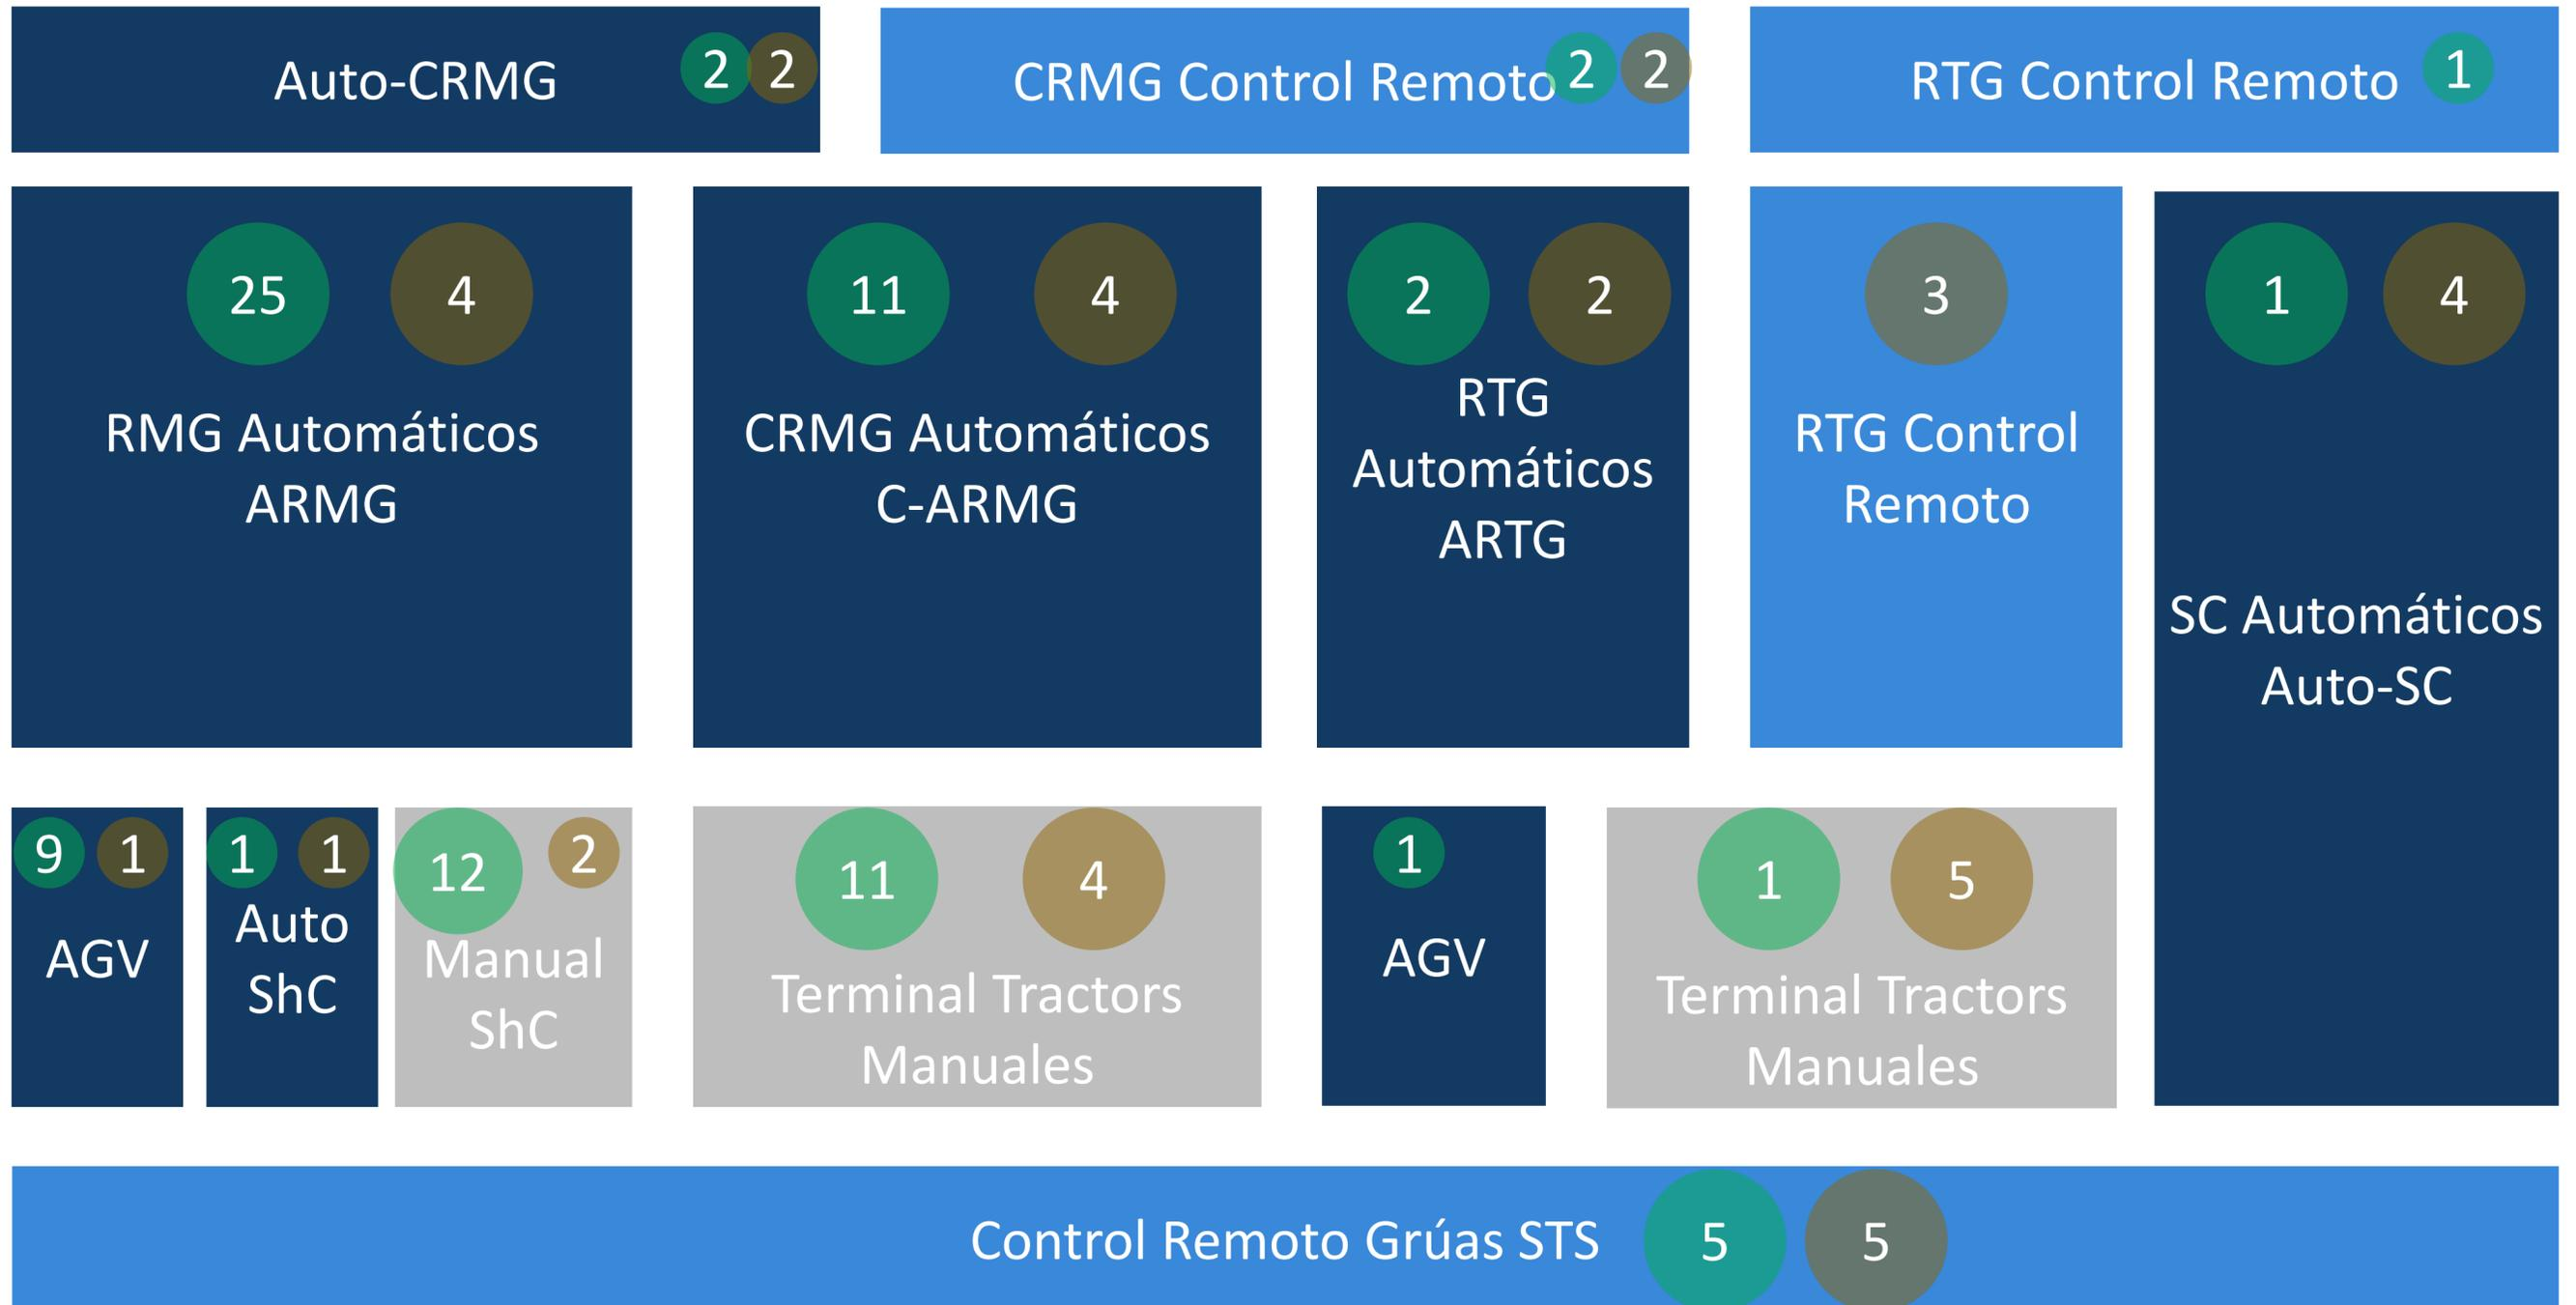 Auto-CRMG 2 2
CRMG Control Remoto 2 2
RTG Control Remoto 1
25 4
RMG Automáticos
ARMG
11 4
CRMG Automáticos
C-ARMG
2 2
RTG
Automáticos
ARTG
3
RTG Control
Remoto
1 4
SC Automáticos
Auto-SC
9 1
AGV
1 1
Auto
ShC
12 2
Manual
ShC
11 4
Terminal Tractors
Manuales
1
AGV
1 5
Terminal Tractors
Manuales
Control Remoto Grúas STS 5 5